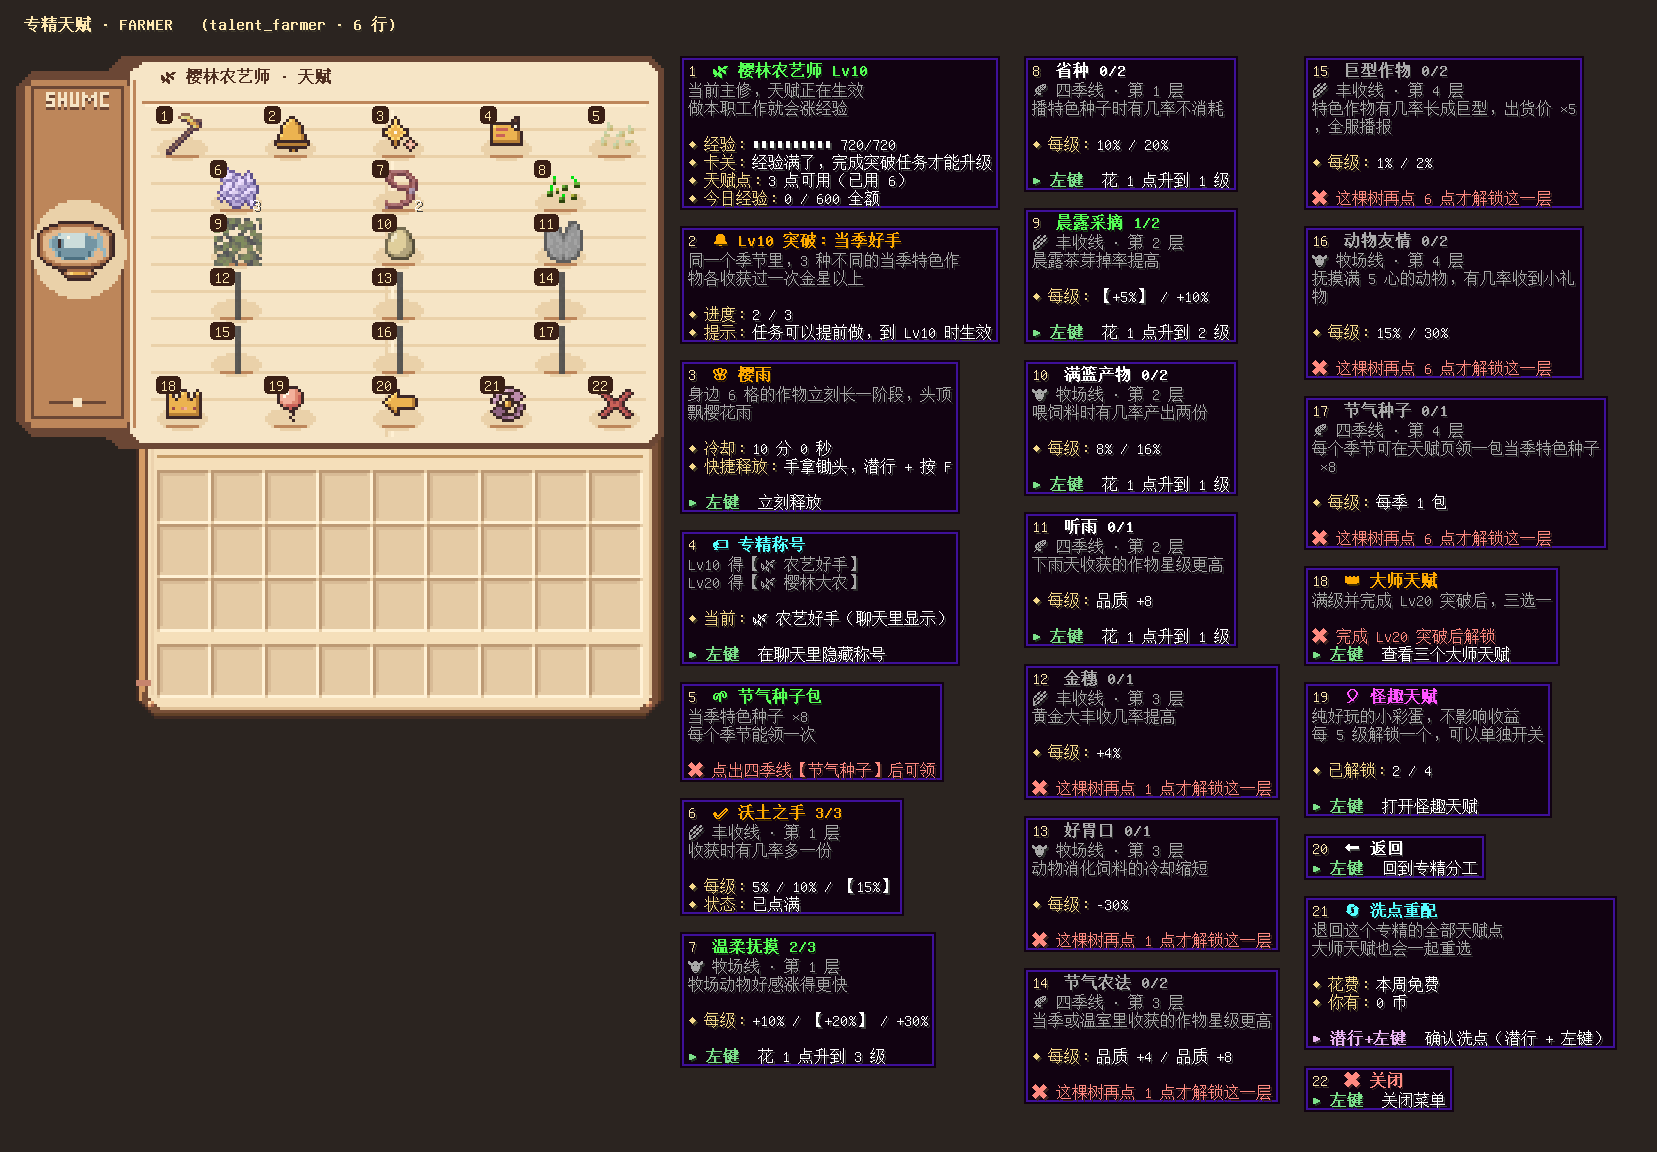 专精天赋 · FARMER （talent_farmer · 6 行）
SHUMC
櫻林农艺师 · 天赋
1
2
3
4
5
6
7
8
3
2
9
10
11
12
13
14
15
16
17
18
19
20
21
22
1 樱林农艺师 Lv10
当前主修，天赋正在生效
做本职工作就会涨经验
经验：720/720
卡关：经验满了，完成突破任务才能升级
天赋点：3 点可用（已用 6）
今日经验：0 / 600 全额
2 Lv10 突破：当季好手
同一个季节里，3 种不同的当季特色作
物各收获过一次金星以上
进度：2 / 3
提示：任务可以提前做，到 Lv10 时生效
3 樱雨
身边 6 格的作物立刻长一阶段，头顶
飘樱花雨
冷却：10 分 0 秒
快捷释放：手拿锄头，潜行 + 按 F
左键 立刻释放
4 专精称号
Lv10 得【农艺好手】
Lv20 得【樱林大农】
当前：农艺好手（聊天里显示）
左键 在聊天里隐藏称号
5 节气种子包
当季特色种子 ×8
每个季节能领一次
点出四季线【节气种子】后可领
6 沃土之手 3/3
丰收线 · 第 1 层
收获时有几率多一份
每级：5% / 10% / 【15%】
状态：已点满
7 温柔抚摸 2/3
牧场线 · 第 1 层
牧场动物好感涨得更快
每级：+10% / 【+20%】 / +30%
左键 花 1 点升到 3 级
8 省种 0/2
四季线 · 第 1 层
播特色种子时有几率不消耗
每级：10% / 20%
左键 花 1 点升到 1 级
9 晨露采摘 1/2
丰收线 · 第 2 层
晨露茶芽掉率提高
每级：【+5%】 / +10%
左键 花 1 点升到 2 级
10 满篮产物 0/2
牧场线 · 第 2 层
喂饲料时有几率产出两份
每级：8% / 16%
左键 花 1 点升到 1 级
11 听雨 0/1
四季线 · 第 2 层
下雨天收获的作物星级更高
每级：品质 +8
左键 花 1 点升到 1 级
12 金穗 0/1
丰收线 · 第 3 层
黄金大丰收几率提高
每级：+4%
这棵树再点 1 点才解锁这一层
13 好胃口 0/1
牧场线 · 第 3 层
动物消化饲料的冷却缩短
每级：-30%
这棵树再点 1 点才解锁这一层
14 节气农法 0/2
四季线 · 第 3 层
当季或温室里收获的作物星级更高
每级：品质 +4 / 品质 +8
这棵树再点 1 点才解锁这一层
15 巨型作物 0/2
丰收线 · 第 4 层
特色作物有几率长成巨型，出货价 ×5
，全服播报
每级：1% / 2%
这棵树再点 6 点才解锁这一层
16 动物友情 0/2
牧场线 · 第 4 层
抚摸满 5 心的动物，有几率收到小礼
物
每级：15% / 30%
这棵树再点 6 点才解锁这一层
17 节气种子 0/1
四季线 · 第 4 层
每个季节可在天赋页领一包当季特色种子
×8
每级：每季 1 包
这棵树再点 6 点才解锁这一层
18 大师天赋
满级并完成 Lv20 突破后，三选一
完成 Lv20 突破后解锁
左键 查看三个大师天赋
19 怪趣天赋
纯好玩的小彩蛋，不影响收益
每 5 级解锁一个，可以单独开关
已解锁：2 / 4
左键 打开怪趣天赋
20 返回
左键 回到专精分工
21 洗点重配
退回这个专精的全部天赋点
大师天赋也会一起重选
花费：本周免费
你有：0 币
潜行+左键 确认洗点（潜行 + 左键）
22 关闭
左键 关闭菜单